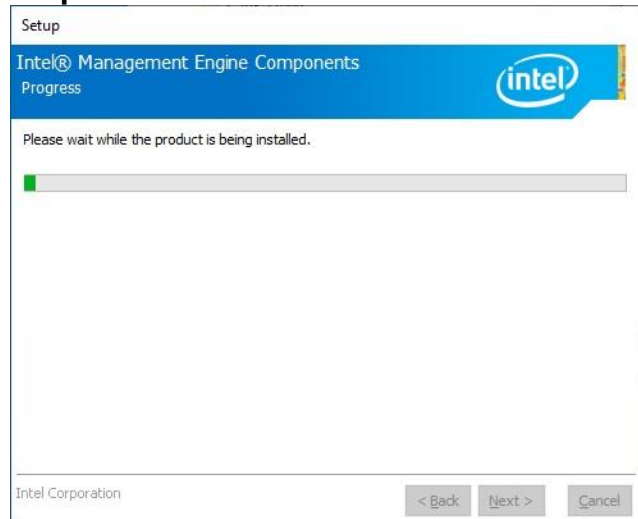 Setup
Intel® Management Engine Components
Progress
intel
Please wait while the product is being installed.
Intel Corporation
< Back Next > Cancel